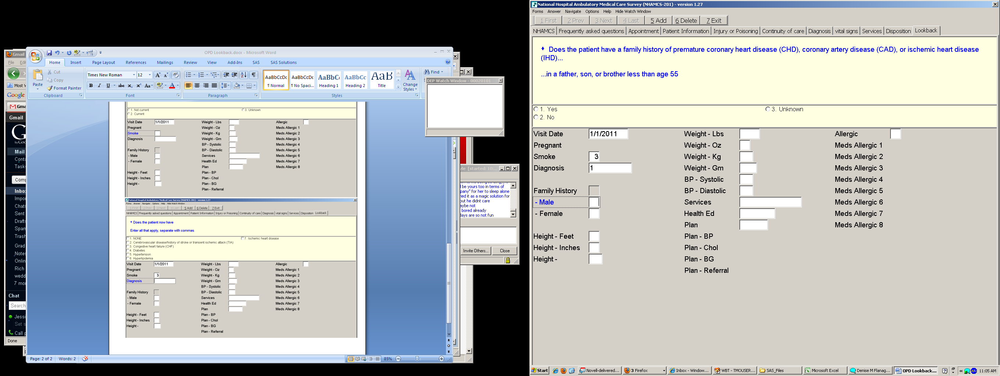 Gmail
File Edi
Most V
Google
Gma
Gmail
by Goo
Mail
Conta
Task
Comp
Inbo
Impor
Chats
Sent
Drafts
Spam
Trash
Grad
Notes
Onlin
Rich
wedd
7 mor
Chat
Search
Jessi
Set s
Call p
Done
OPD Lookback.docx - Microsoft Word
Home Insert Page Layout References Mailings Review View Add-Ins SAS SAS Solutions
Paste
Cut
Copy
Format Painter
Clipboard
Times New Roman 12
B I U abc x₂ x² Aa
Font
Paragraph
AaBbCcDc AaBbCcDc AaBbC AaBbCc AaB
¶ Normal ¶ No Spaci... Heading 1 Heading 2 Title
Change Styles
Styles
Find
1. Not current 3. Unknown
2. Current
Visit Date 1/1/2011 Weight - Lbs Allergic
Pregnant Weight - Oz Meds Allergic 1
Smoke Weight - Kg Meds Allergic 2
Diagnosis Weight - Gm Meds Allergic 3
BP - Systolic Meds Allergic 4
Family History BP - Diastolic Meds Allergic 5
- Male Services Meds Allergic 6
- Female Health Ed Meds Allergic 7
Plan Meds Allergic 8
Height - Feet Plan - BP
Height - Inches Plan - Chol
Height - Plan - BG
Plan - Referral
National Hospital Ambulatory Medical Care Survey (NHAMCS-201) - version 1.27
Forms Answer Navigate Options Help Hide Watch Window
1 First 2 Prev 3 Next 4 Last 5 Add 6 Delete 7 Exit
NHAMCS Frequently asked questions Appointment Patient Information Injury or Poisoning Continuity of care Diagnosis vital signs Services Disposition Lookback
Does the patient now have
Enter all that apply, separate with commas
1. NONE 7. Ischemic heart disease
2. Cerebrovascular disease/history of stroke or transient ischemic attack (TIA)
3. Congestive heart failure (CHF)
4. Diabetes
5. Hypertension
6. Hyperlipidemia
Visit Date 1/1/2011 Weight - Lbs Allergic
Pregnant Weight - Oz Meds Allergic 1
Smoke 3 Weight - Kg Meds Allergic 2
Diagnosis Weight - Gm Meds Allergic 3
BP - Systolic Meds Allergic 4
Family History BP - Diastolic Meds Allergic 5
- Male Services Meds Allergic 6
- Female Health Ed Meds Allergic 7
Plan Meds Allergic 8
Height - Feet Plan - BP
Height - Inches Plan - Chol
Height - Plan - BG
Plan - Referral
Page: 2 of 2 Words: 2 85%
DEP Watch Window - 00020101
yle [started: 10:...
l be yours too in terms of
pany" for her to sleep alone
ried it as a magic solution for
out he didnt care
aybe not
bored already
days are so not fun
Invite Others... Close
National Hospital Ambulatory Medical Care Survey (NHAMCS-201) - version 1.27
Forms Answer Navigate Options Help Hide Watch Window
1 First 2 Prev 3 Next 4 Last 5 Add 6 Delete 7 Exit
NHAMCS Frequently asked questions Appointment Patient Information Injury or Poisoning Continuity of care Diagnosis vital signs Services Disposition Lookback
Does the patient have a family history of premature coronary heart disease (CHD), coronary artery disease (CAD), or ischemic heart disease
(IHD)...
...in a father, son, or brother less than age 55
1. Yes 3. Unknown
2. No
Visit Date 1/1/2011 Weight - Lbs Allergic
Pregnant Weight - Oz Meds Allergic 1
Smoke 3 Weight - Kg Meds Allergic 2
Diagnosis 1 Weight - Gm Meds Allergic 3
BP - Systolic Meds Allergic 4
Family History BP - Diastolic Meds Allergic 5
- Male Services Meds Allergic 6
- Female Health Ed Meds Allergic 7
Plan Meds Allergic 8
Height - Feet Plan - BP
Height - Inches Plan - Chol
Height - Plan - BG
Plan - Referral
Start Novell-delivered... 3 Firefox Inbox - Window... WBT - TMOUSER... SAS_Files Microsoft Excel Denise M Flanag... OPD Lookback.... « 11:05 AM